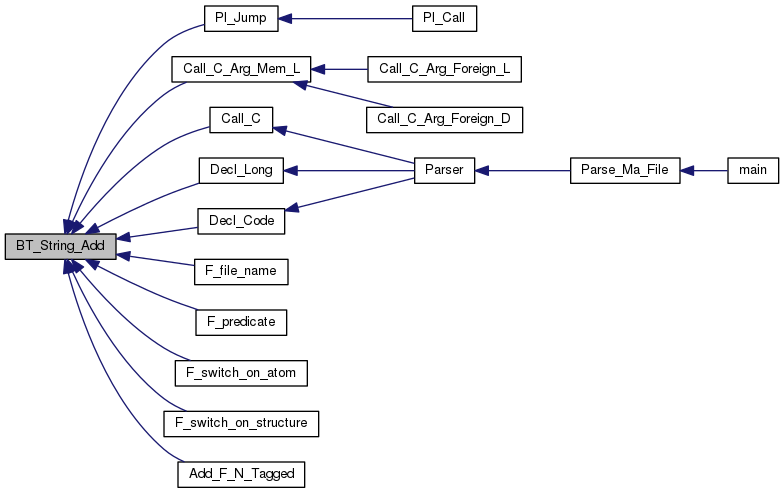 Pl_Jump
Pl_Call
Call_C_Arg_Mem_L
Call_C_Arg_Foreign_L
Call_C
Call_C_Arg_Foreign_D
Decl_Long
Parser
Parse_Ma_File
main
Decl_Code
BT_String_Add
F_file_name
F_predicate
F_switch_on_atom
F_switch_on_structure
Add_F_N_Tagged